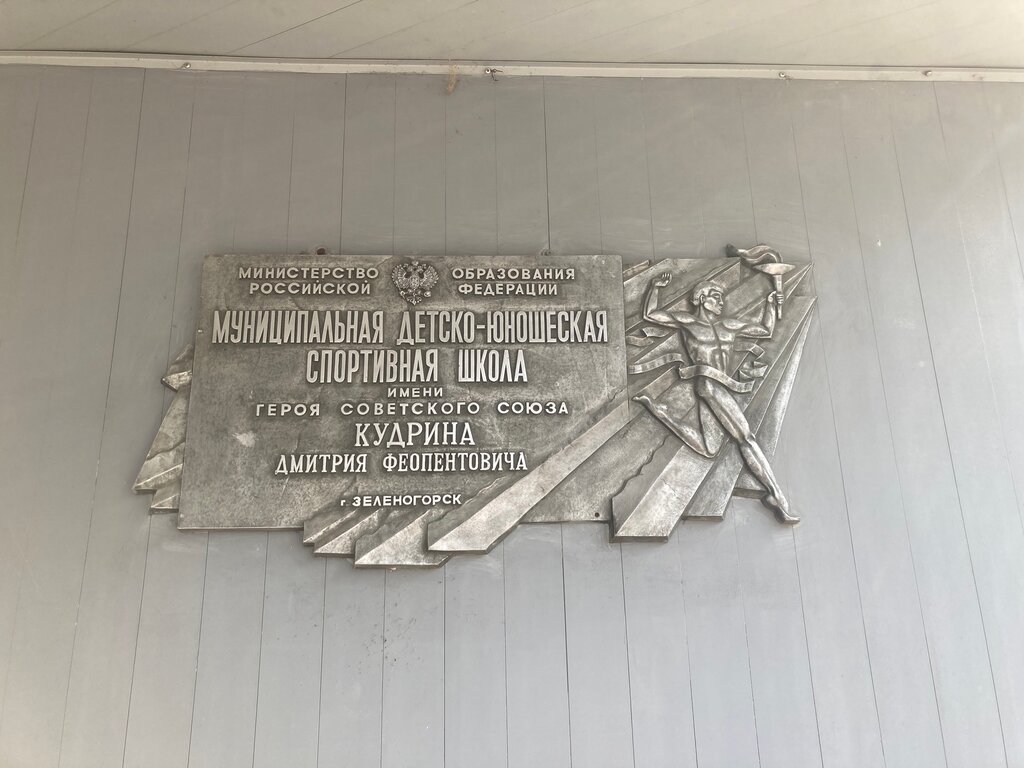 МИНИСТЕРСТВО ОБРАЗОВАНИЯ
РОССИЙСКОЙ ФЕДЕРАЦИИ
МУНИЦИПАЛЬНАЯ ДЕТСКО-ЮНОШЕСКАЯ
СПОРТИВНАЯ ШКОЛА
ИМЕНИ
ГЕРОЯ СОВЕТСКОГО СОЮЗА
КУДРИНА
ДМИТРИЯ ФЕОПЕНТОВИЧА
г. ЗЕЛЕНОГОРСК